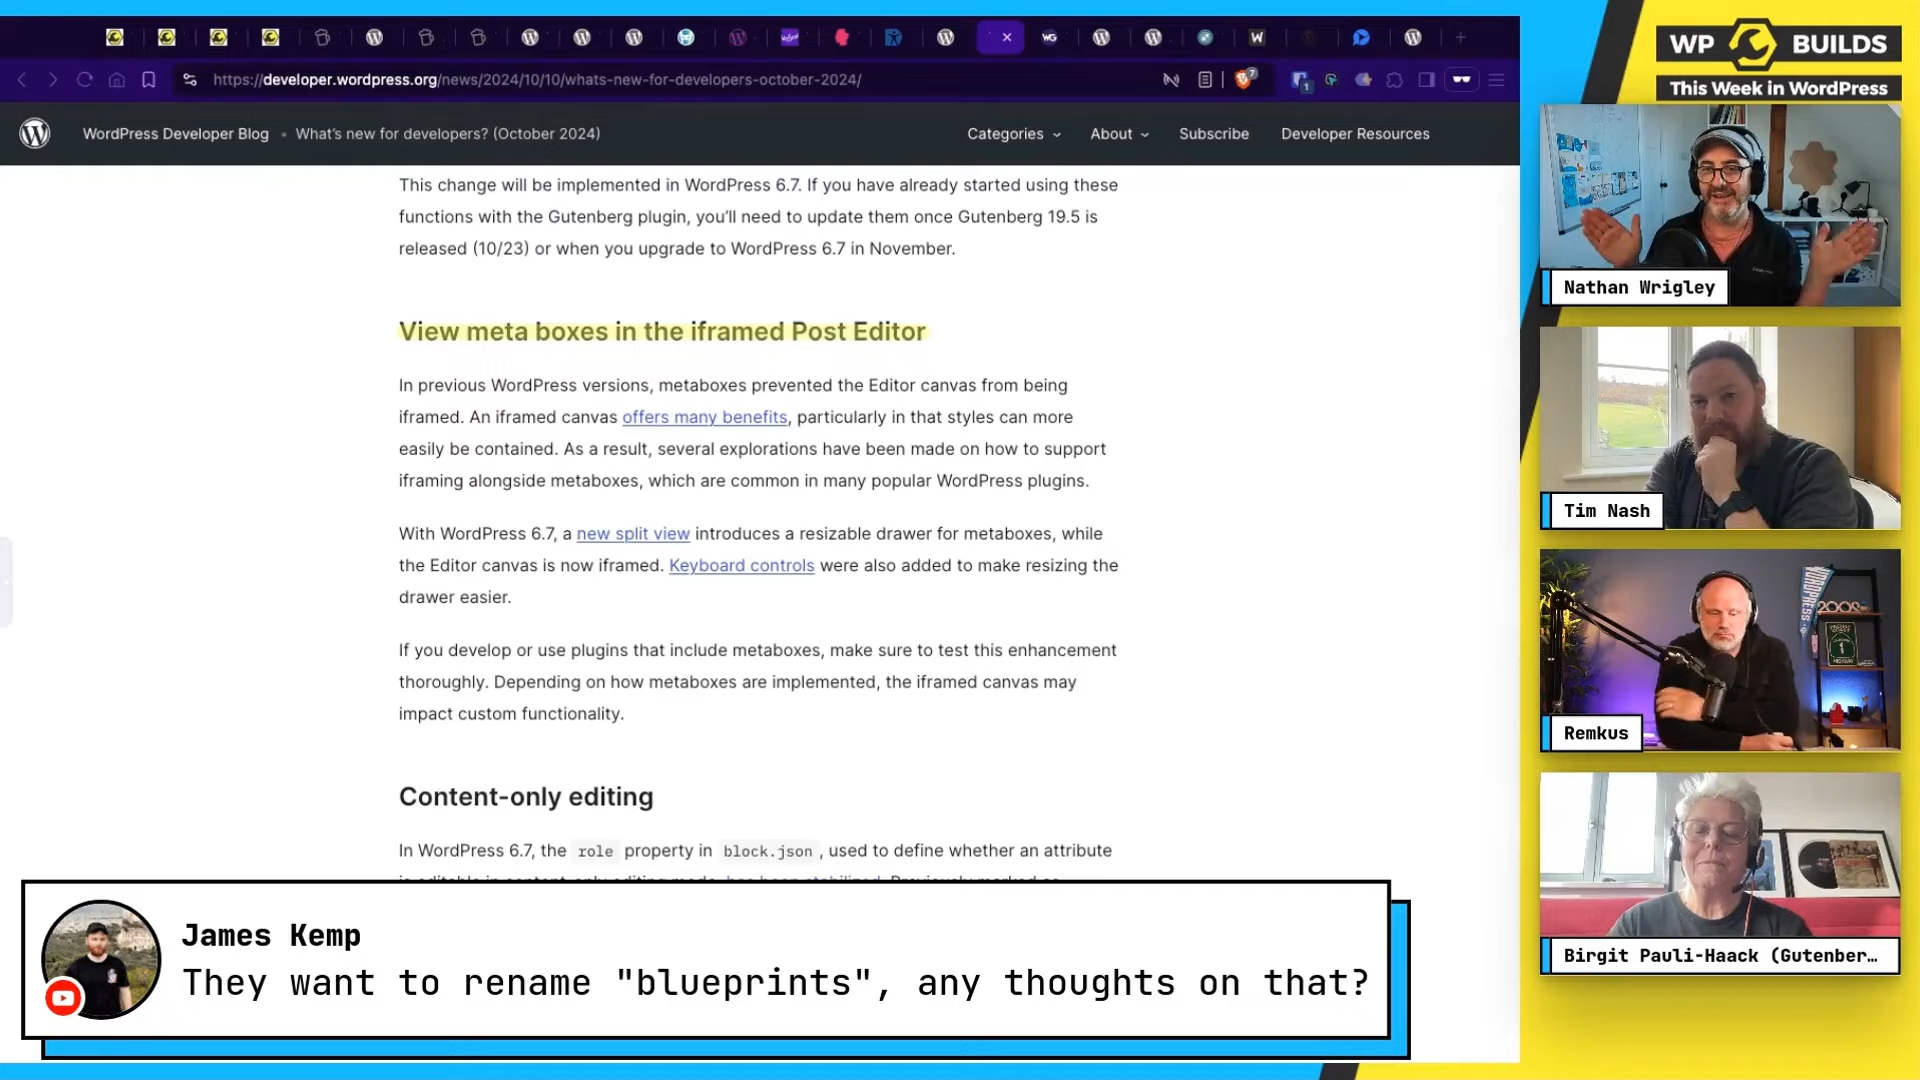 https://developer.wordpress.org/news/2024/10/10/whats-new-for-developers-october-2024/
WordPress Developer Blog • What's new for developers? (October 2024)
Categories
About
Subscribe
Developer Resources
This change will be implemented in WordPress 6.7. If you have already started using these
functions with the Gutenberg plugin, you'll need to update them once Gutenberg 19.5 is
released (10/23) or when you upgrade to WordPress 6.7 in November.
View meta boxes in the iframed Post Editor
In previous WordPress versions, metaboxes prevented the Editor canvas from being
iframed. An iframed canvas offers many benefits, particularly in that styles can more
easily be contained. As a result, several explorations have been made on how to support
iframing alongside metaboxes, which are common in many popular WordPress plugins.
With WordPress 6.7, a new split view introduces a resizable drawer for metaboxes, while
the Editor canvas is now iframed. Keyboard controls were also added to make resizing the
drawer easier.
If you develop or use plugins that include metaboxes, make sure to test this enhancement
thoroughly. Depending on how metaboxes are implemented, the iframed canvas may
impact custom functionality.
Content-only editing
In WordPress 6.7, the role property in block.json, used to define whether an attribute
James Kemp
They want to rename "blueprints", any thoughts on that?
WP BUILDS
This Week in WordPress
Nathan Wrigley
Tim Nash
Remkus
Birgit Pauli-Haack (Gutenber…